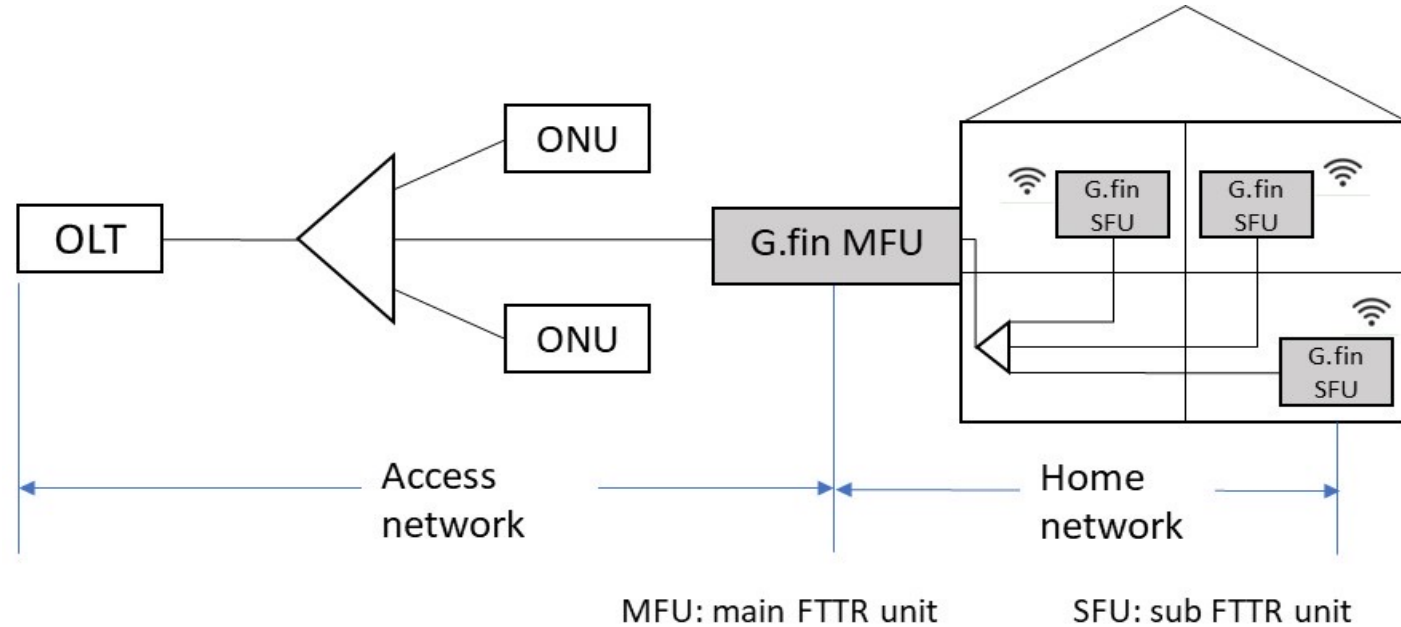 ONU
OLT
G.fin MFU
ONU
G.fin
SFU
G.fin
SFU
G.fin
SFU
Access
network
Home
network
MFU: main FTTR unit
SFU: sub FTTR unit